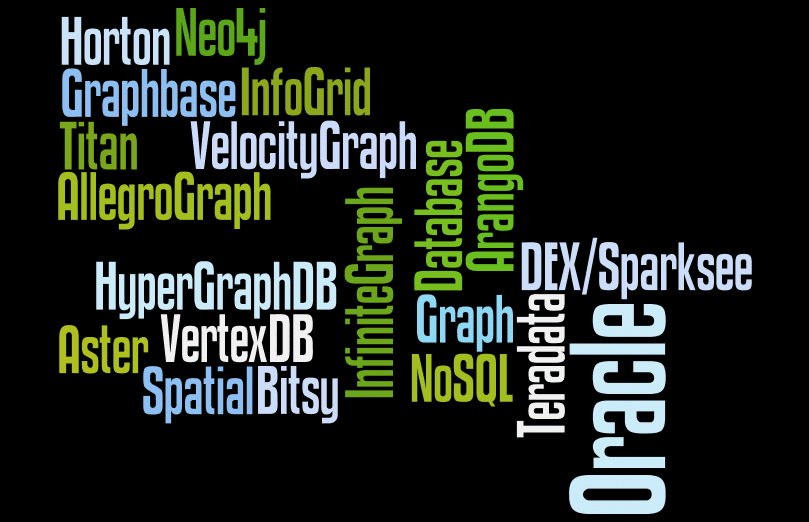 Horton
Neo4j
Graphbase
InfoGrid
Titan
VelocityGraph
AllegroGraph
InfiniteGraph
Database
ArangoDB
HyperGraphDB
DEX/Sparksee
Graph
Teradata
Oracle
Aster
VertexDB
NoSQL
Spatial
Bitsy